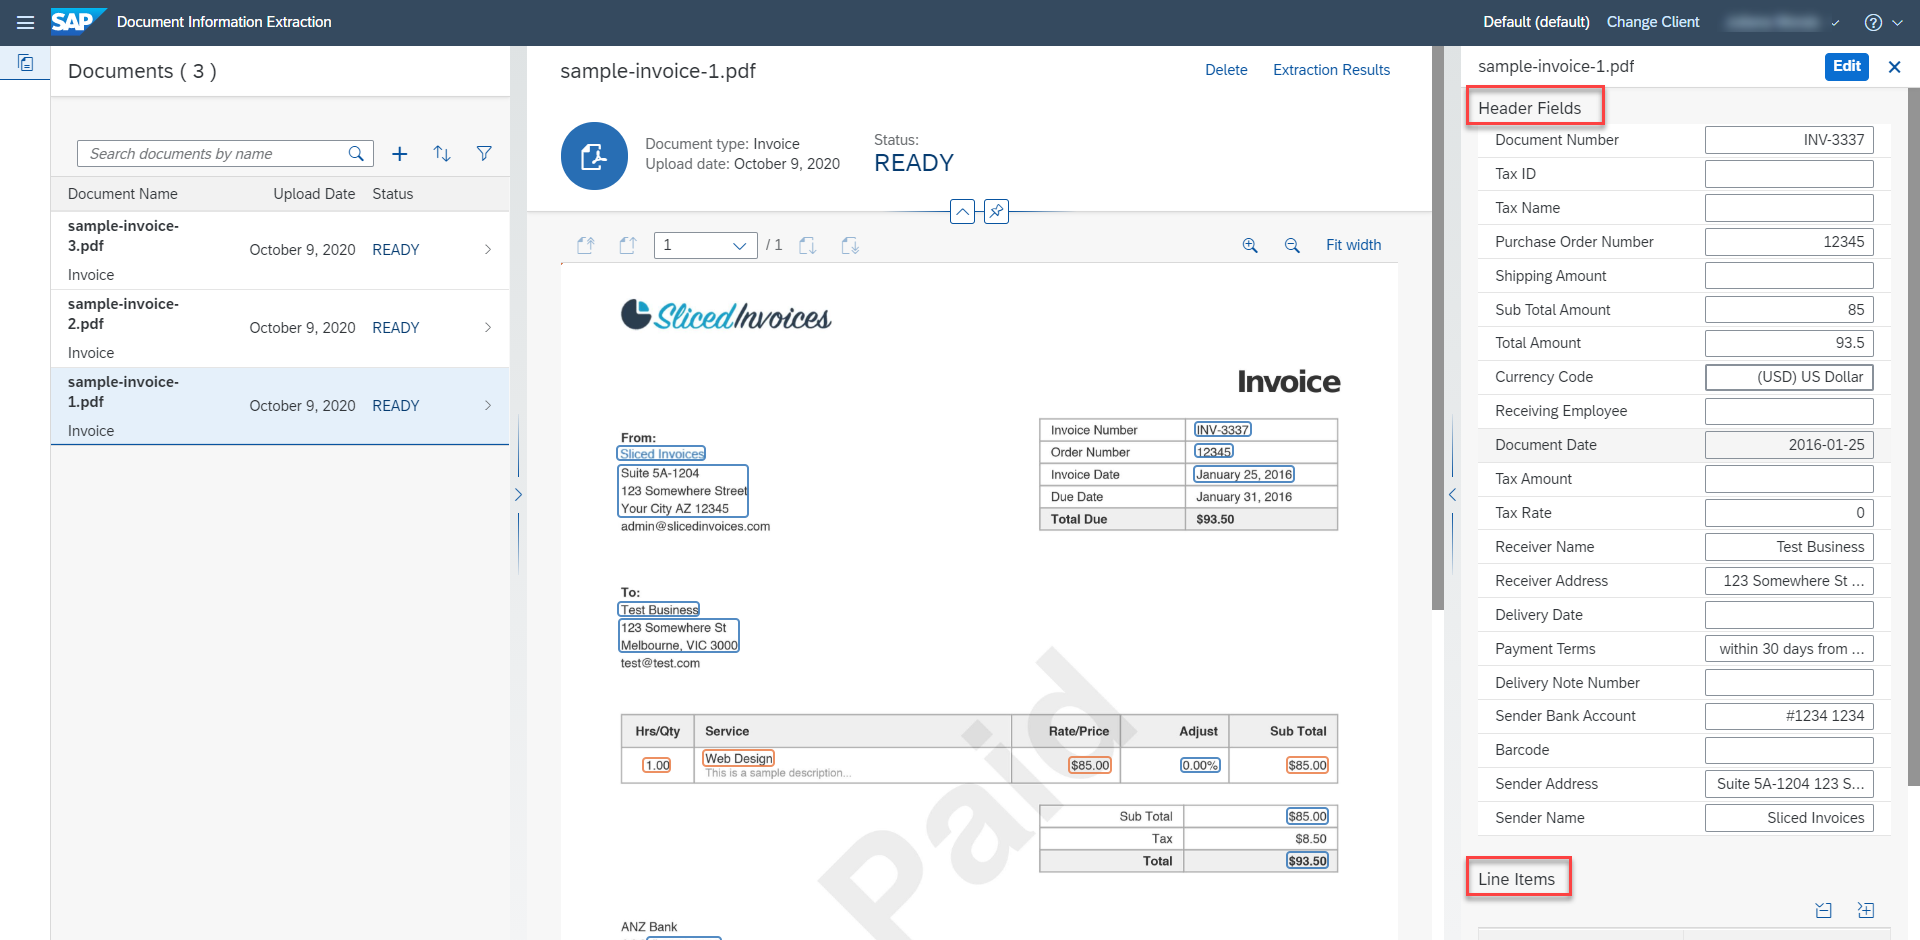 SAP Document Information Extraction
Default (default) Change Client
Documents ( 3 )
Search documents by name
Document Name Upload Date Status
sample-invoice-
3.pdf
October 9, 2020 READY
Invoice
sample-invoice-
2.pdf
October 9, 2020 READY
Invoice
sample-invoice-
1.pdf
October 9, 2020 READY
Invoice
sample-invoice-1.pdf
Delete Extraction Results
Document type: Invoice
Upload date: October 9, 2020
Status:
READY
1 / 1
Fit width
SlicedInvoices
Invoice
Invoice Number INV-3337
Order Number 12345
Invoice Date January 25, 2016
Due Date January 31, 2016
Total Due $93.50
From:
Sliced Invoices
Suite 5A-1204
123 Somewhere Street
Your City AZ 12345
admin@slicedinvoices.com
To:
Test Business
123 Somewhere St
Melbourne, VIC 3000
test@test.com
Paid
Hrs/Qty Service Rate/Price Adjust Sub Total
1.00 Web Design $85.00 0.00% $85.00
This is a sample description...
Sub Total $85.00
Tax $8.50
Total $93.50
ANZ Bank
sample-invoice-1.pdf
Edit
Header Fields
Document Number INV-3337
Tax ID
Tax Name
Purchase Order Number 12345
Shipping Amount
Sub Total Amount 85
Total Amount 93.5
Currency Code (USD) US Dollar
Receiving Employee
Document Date 2016-01-25
Tax Amount
Tax Rate 0
Receiver Name Test Business
Receiver Address 123 Somewhere St ...
Delivery Date
Payment Terms within 30 days from ...
Delivery Note Number
Sender Bank Account #1234 1234
Barcode
Sender Address Suite 5A-1204 123 S...
Sender Name Sliced Invoices
Line Items